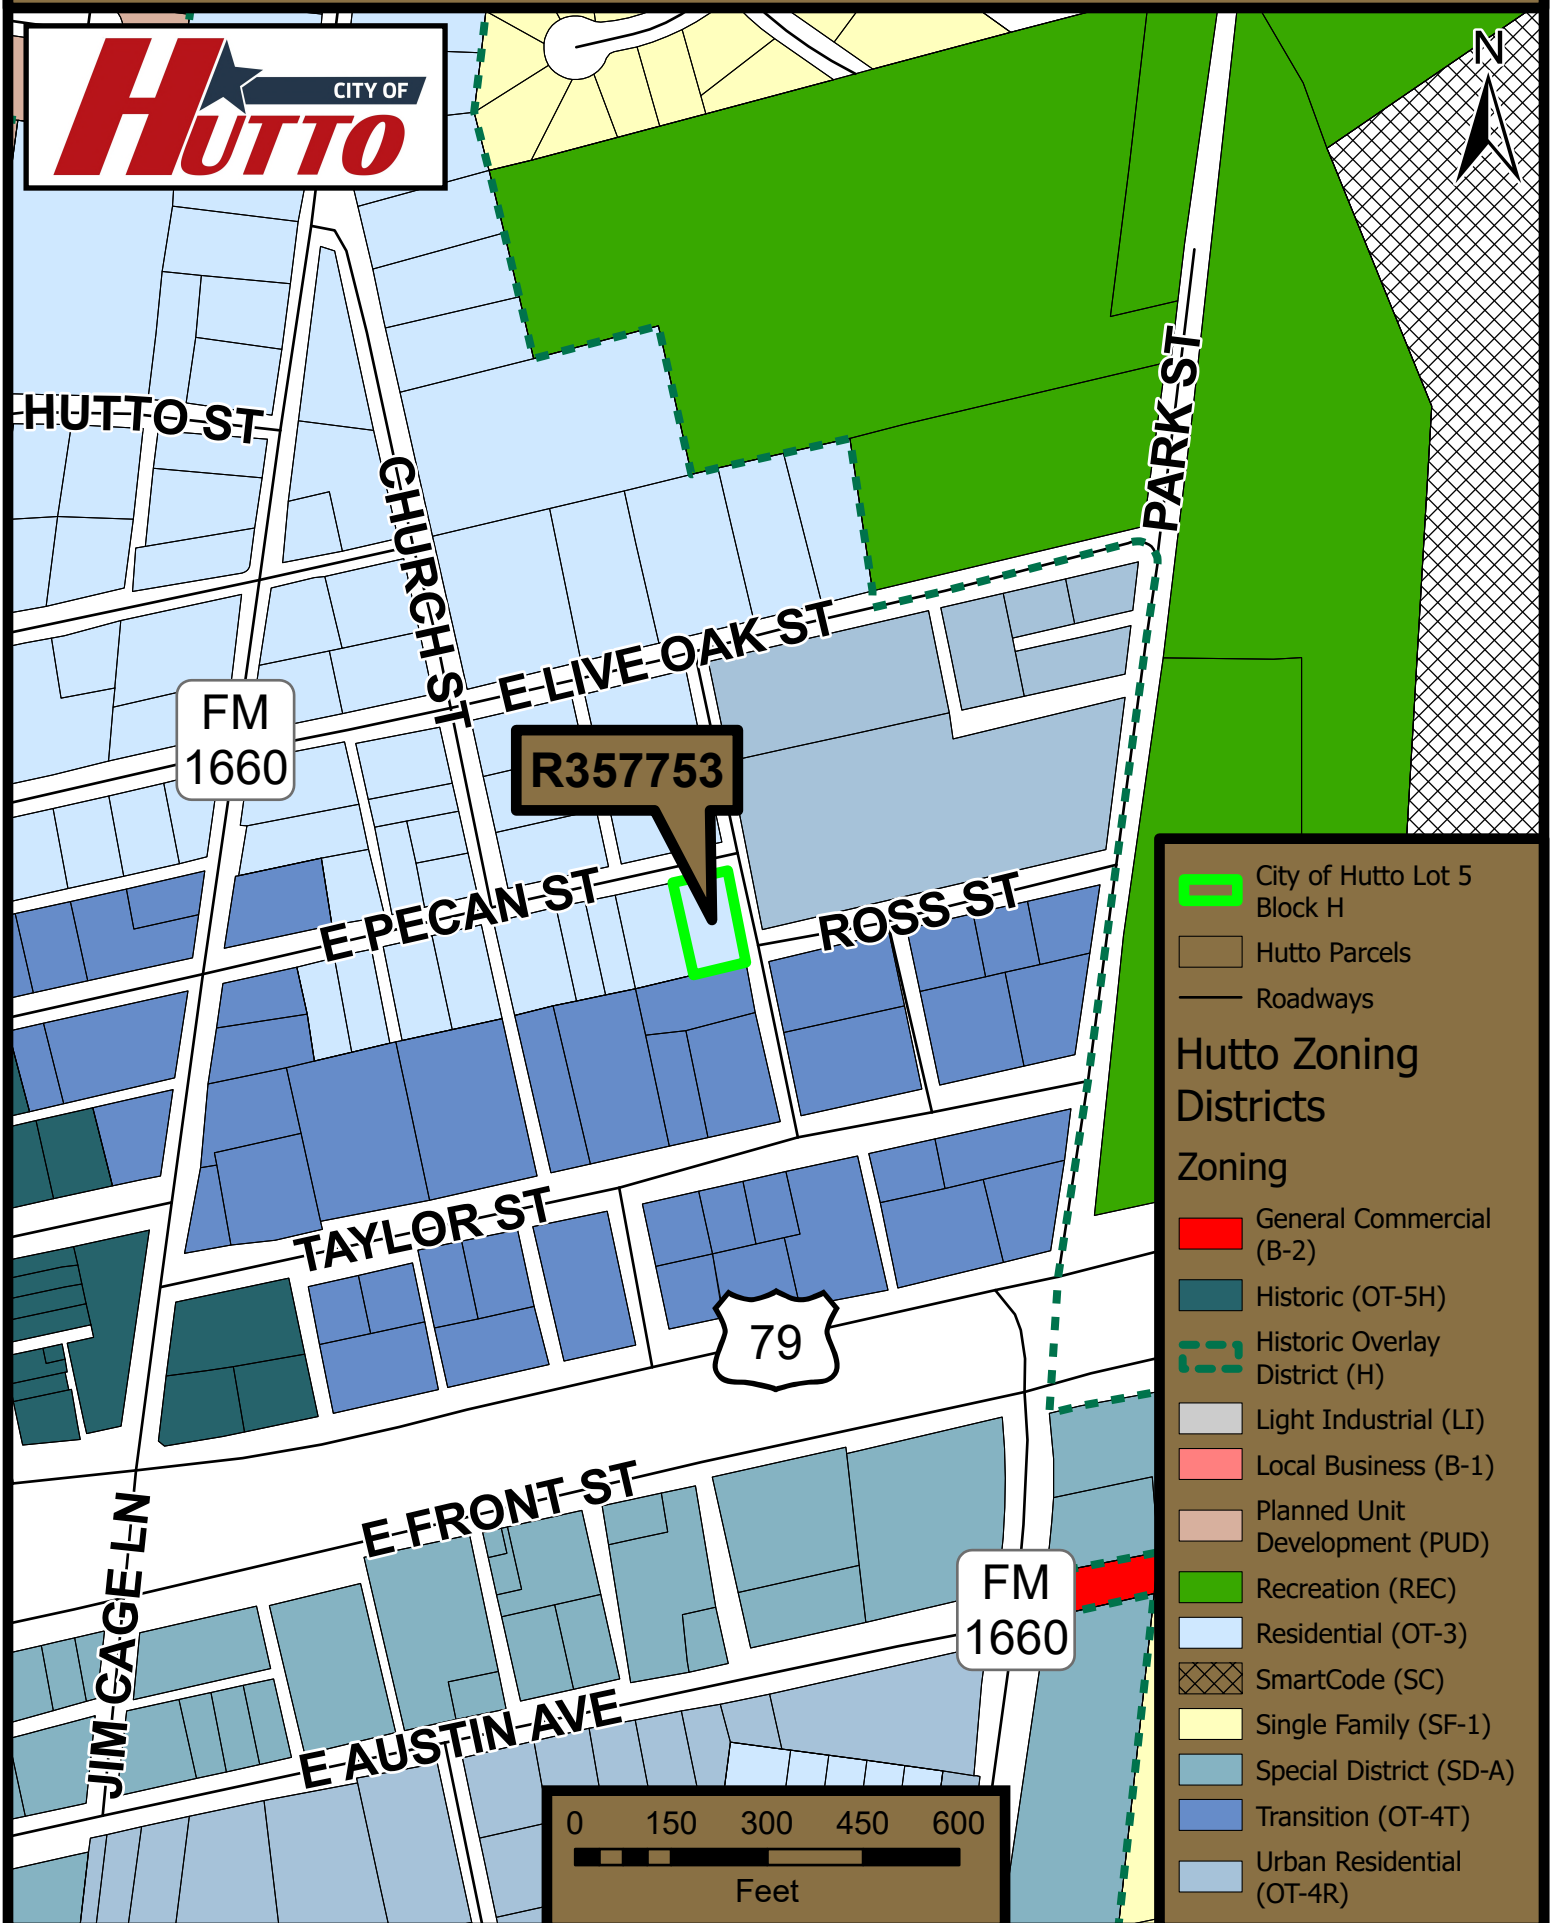 CITY OF
HUTTO
N
HUTTO ST
CHURCH ST
PARK ST
E LIVE OAK ST
FM
1660
R357753
E PECAN ST
ROSS ST
TAYLOR ST
79
E FRONT ST
JIM CAGE LN
FM
1660
E AUSTIN AVE
0 150 300 450 600
Feet
City of Hutto Lot 5
Block H
Hutto Parcels
Roadways
Hutto Zoning
Districts
Zoning
General Commercial
(B-2)
Historic (OT-5H)
Historic Overlay
District (H)
Light Industrial (LI)
Local Business (B-1)
Planned Unit
Development (PUD)
Recreation (REC)
Residential (OT-3)
SmartCode (SC)
Single Family (SF-1)
Special District (SD-A)
Transition (OT-4T)
Urban Residential
(OT-4R)